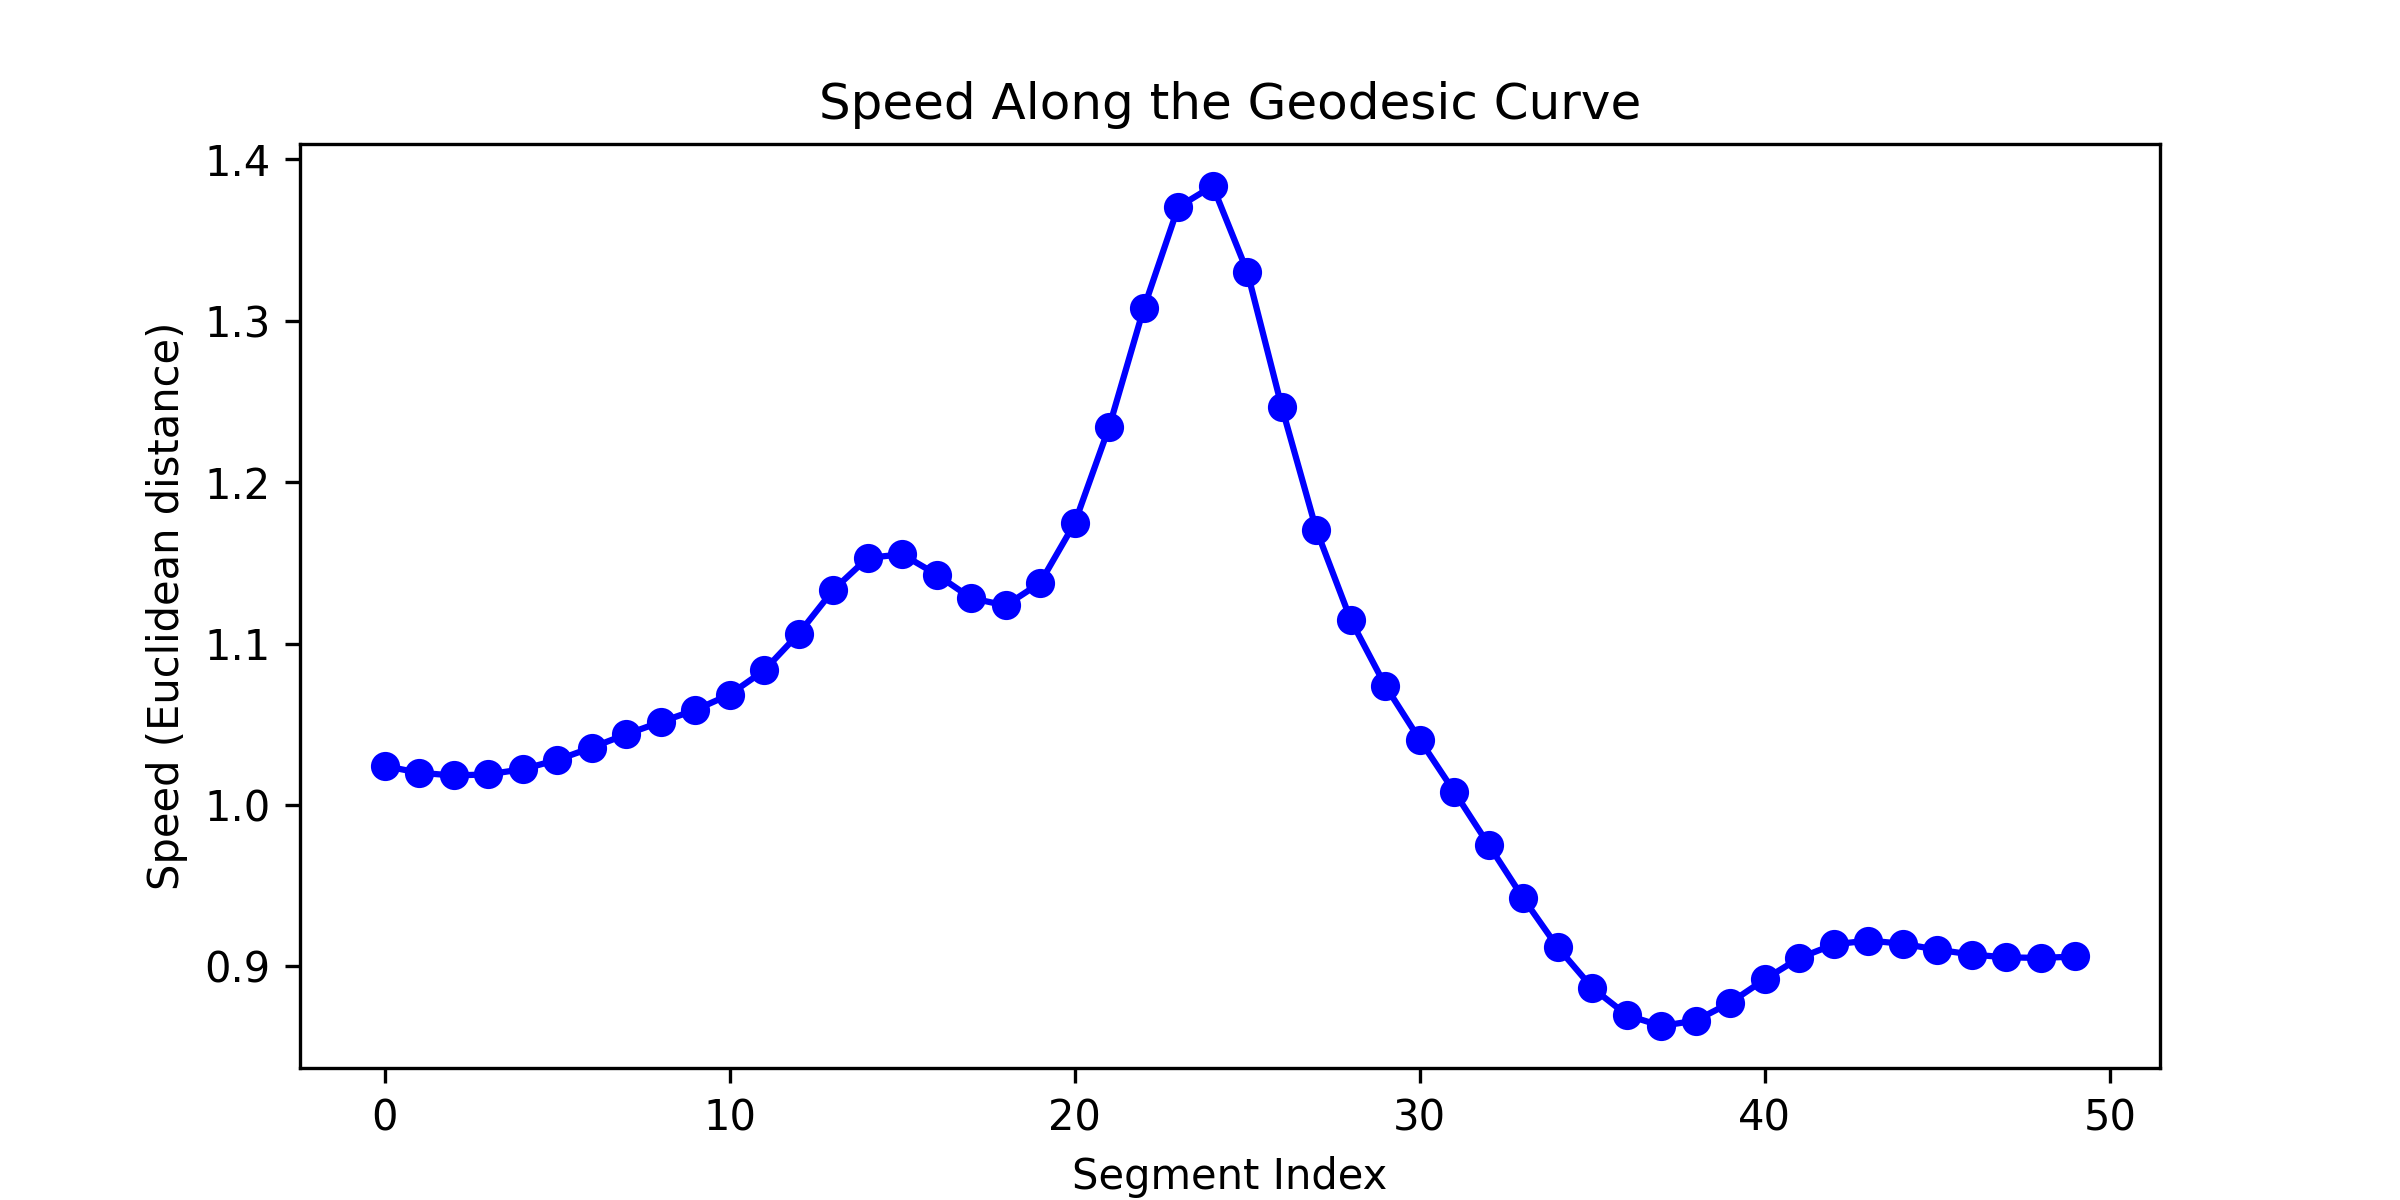 Speed Along the Geodesic Curve
Speed (Euclidean distance)
1.4
1.3
1.2
1.1
1.0
0.9
0 10 20 30 40 50
Segment Index